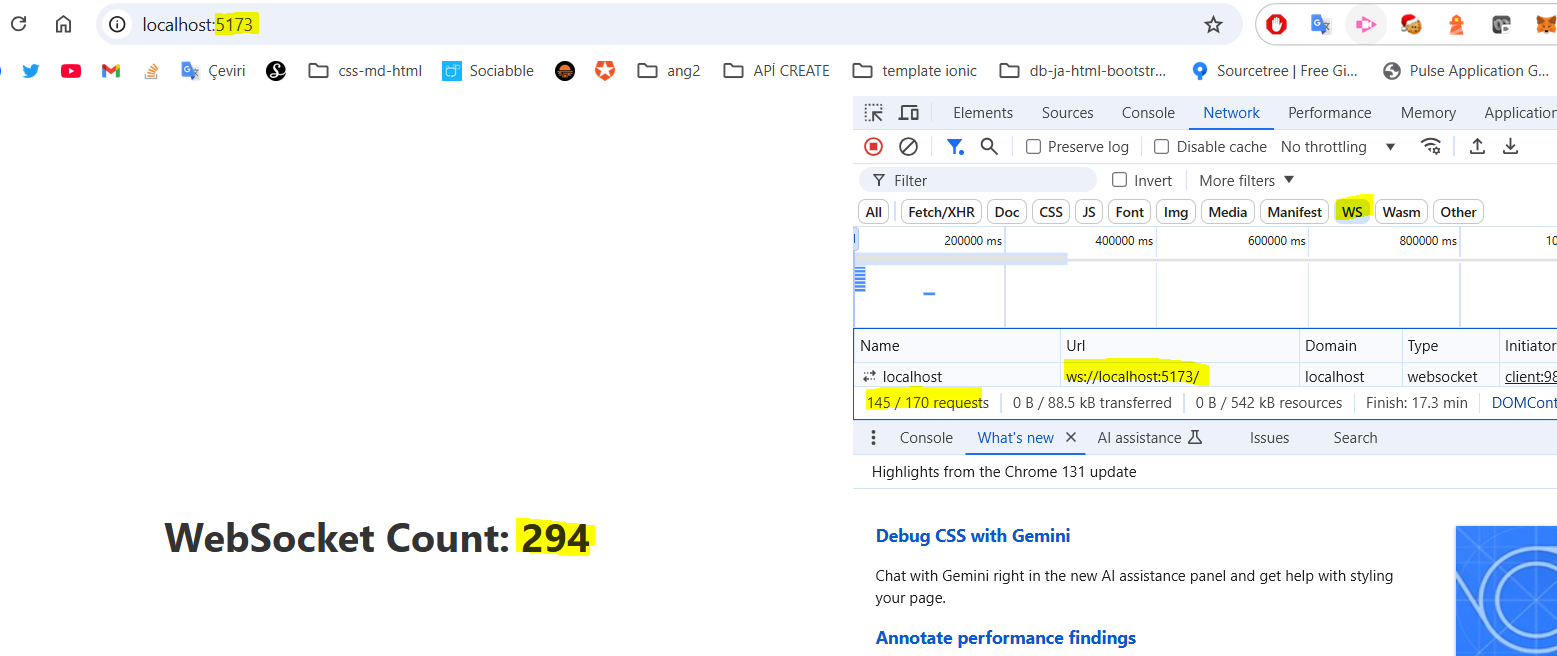 localhost:5173
Çeviri css-md-html Sociabble ang2 APİ CREATE template ionic db-ja-html-bootstr... Sourcetree | Free Gi... Pulse Application G...
Elements Sources Console Network Performance Memory Application
Preserve log Disable cache No throttling
Filter Invert More filters
All Fetch/XHR Doc CSS JS Font Img Media Manifest WS Wasm Other
200000 ms 400000 ms 600000 ms 800000 ms 10
Name Url Domain Type Initiator
localhost ws://localhost:5173/ localhost websocket client:98
145 / 170 requests 0 B / 88.5 kB transferred 0 B / 542 kB resources Finish: 17.3 min DOMCont
Console What's new AI assistance Issues Search
Highlights from the Chrome 131 update
WebSocket Count: 294
Debug CSS with Gemini
Chat with Gemini right in the new AI assistance panel and get help with styling
your page.
Annotate performance findings